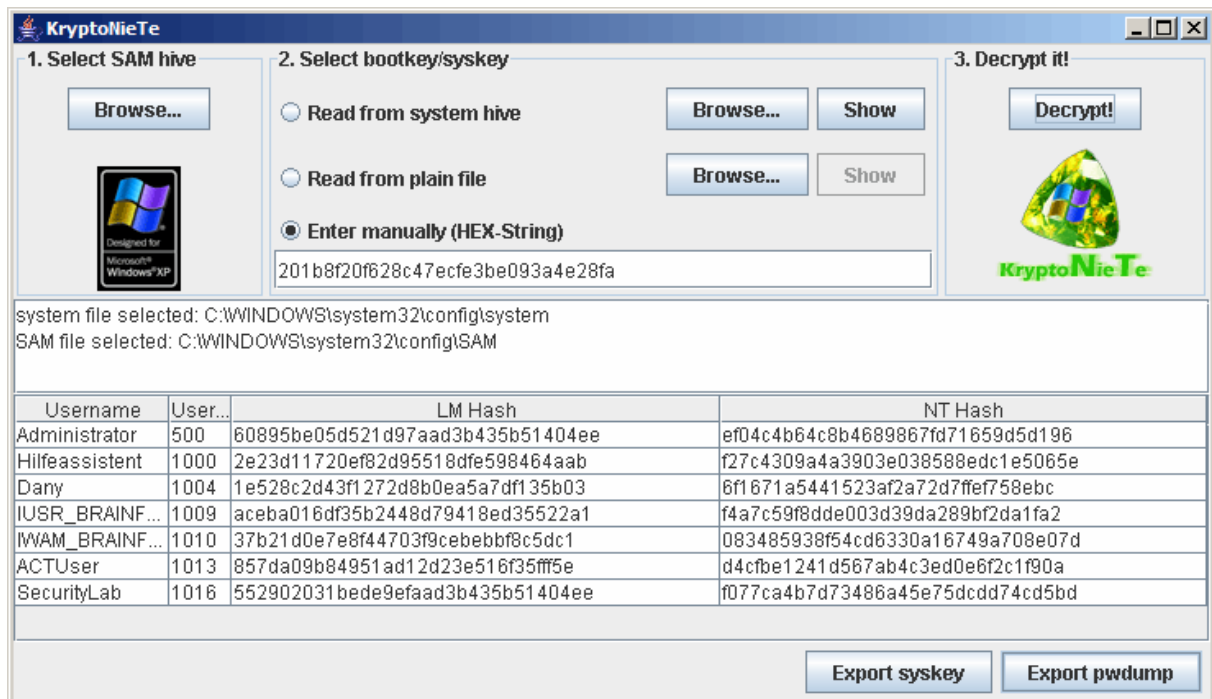 KryptoNieTe
1. Select SAM hive
2. Select bootkey/syskey
3. Decrypt it!
Browse...
Read from system hive
Browse...
Show
Decrypt!
Read from plain file
Browse...
Show
Designed for
Microsoft®
Windows®XP
Enter manually (HEX-String)
201b8f20f628c47ecfe3be093a4e28fa
KryptoNieTe
system file selected: C:\WINDOWS\system32\config\system
SAM file selected: C:\WINDOWS\system32\config\SAM
Username User... LM Hash NT Hash
Administrator 500 60895be05d521d97aad3b435b51404ee ef04c4b64c8b4689867fd71659d5d196
Hilfeassistent 1000 2e23d11720ef82d95518dfe598464aab f27c4309a4a3903e038588edc1e5065e
Dany 1004 1e528c2d43f1272d8b0ea5a7df135b03 6f1671a5441523af2a72d7ffef758ebc
IUSR_BRAINF... 1009 aceba016df35b2448d79418ed35522a1 f4a7c59f8dde003d39da289bf2da1fa2
IWAM_BRAINF... 1010 37b21d0e7e8f44703f9cebebbf8c5dc1 083485938f54cd6330a16749a708e07d
ACTUser 1013 857da09b84951ad12d23e516f35fff5e d4cfbe1241d567ab4c3ed0e6f2c1f90a
SecurityLab 1016 552902031bede9efaad3b435b51404ee f077ca4b7d73486a45e75dcdd74cd5bd
Export syskey
Export pwdump